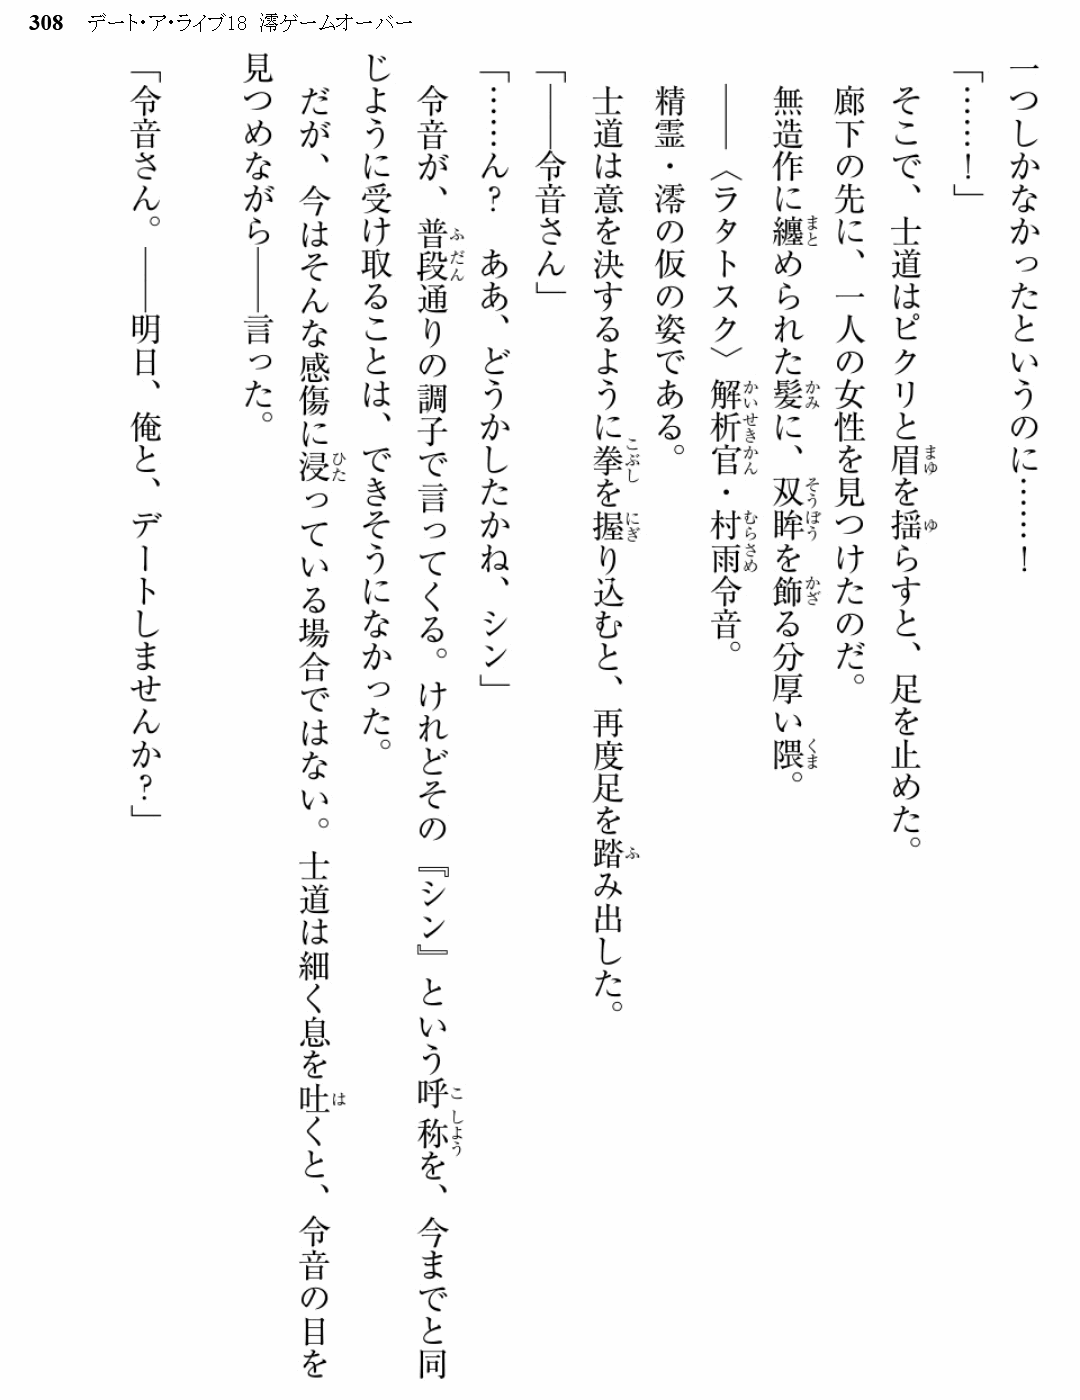 308 デート・ア・ライブ18 澪ゲームオーバー
一つしかなかったというのに……！
「……！」
そこで、士道はピクリと眉を揺らすと、足を止めた。
廊下の先に、一人の女性を見つけたのだ。
無造作に纏められた髪に、双眸を飾る分厚い隈。
――〈ラタトスク〉解析官・村雨令音。
精霊・澪の仮の姿である。
士道は意を決するように拳を握り込むと、再度足を踏み出した。
「――令音さん」
「……ん？　ああ、どうかしたかね、シン」
令音が、普段通りの調子で言ってくる。けれどその『シン』という呼称を、今までと同
じように受け取ることは、できそうになかった。
だが、今はそんな感傷に浸っている場合ではない。士道は細く息を吐くと、令音の目を
見つめながら――言った。
「令音さん。――明日、俺と、デートしませんか？」